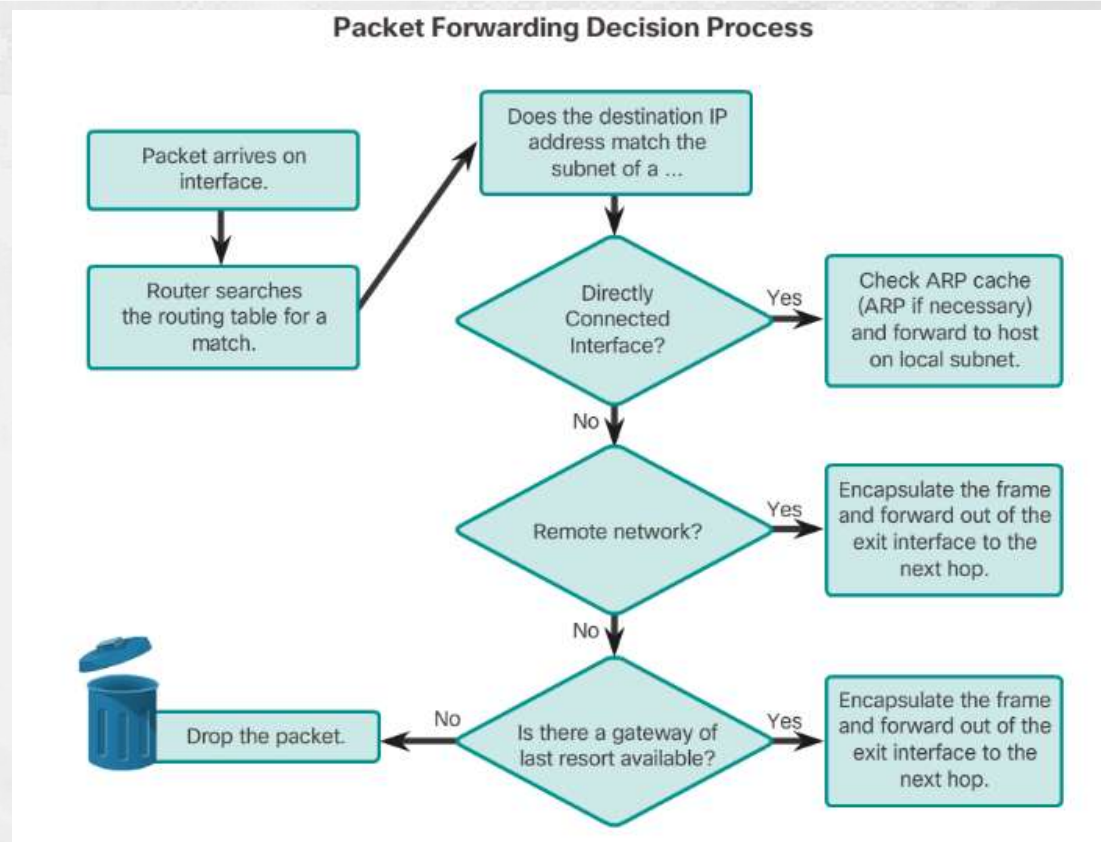 Packet Forwarding Decision Process
Packet arrives on
interface.
Router searches
the routing table for a
match.
Does the destination IP
address match the
subnet of a ...
Directly
Connected
Interface?
Yes
Check ARP cache
(ARP if necessary)
and forward to host
on local subnet.
No
Remote network?
Yes
Encapsulate the frame
and forward out of the
exit interface to the
next hop.
No
Is there a gateway of
last resort available?
Yes
Encapsulate the frame
and forward out of the
exit interface to the
next hop.
No
Drop the packet.